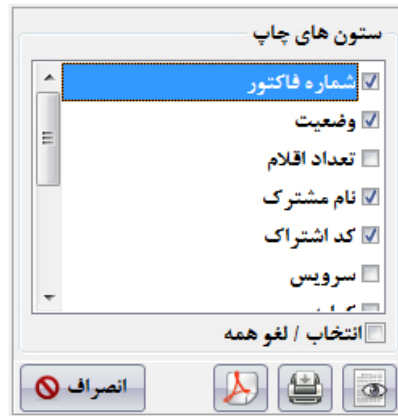 ستون های چاپ
شماره فاکتور
وضعیت
تعداد اقلام
نام مشترک
کد اشتراک
سرویس
انتخاب / لغو همه
انصراف